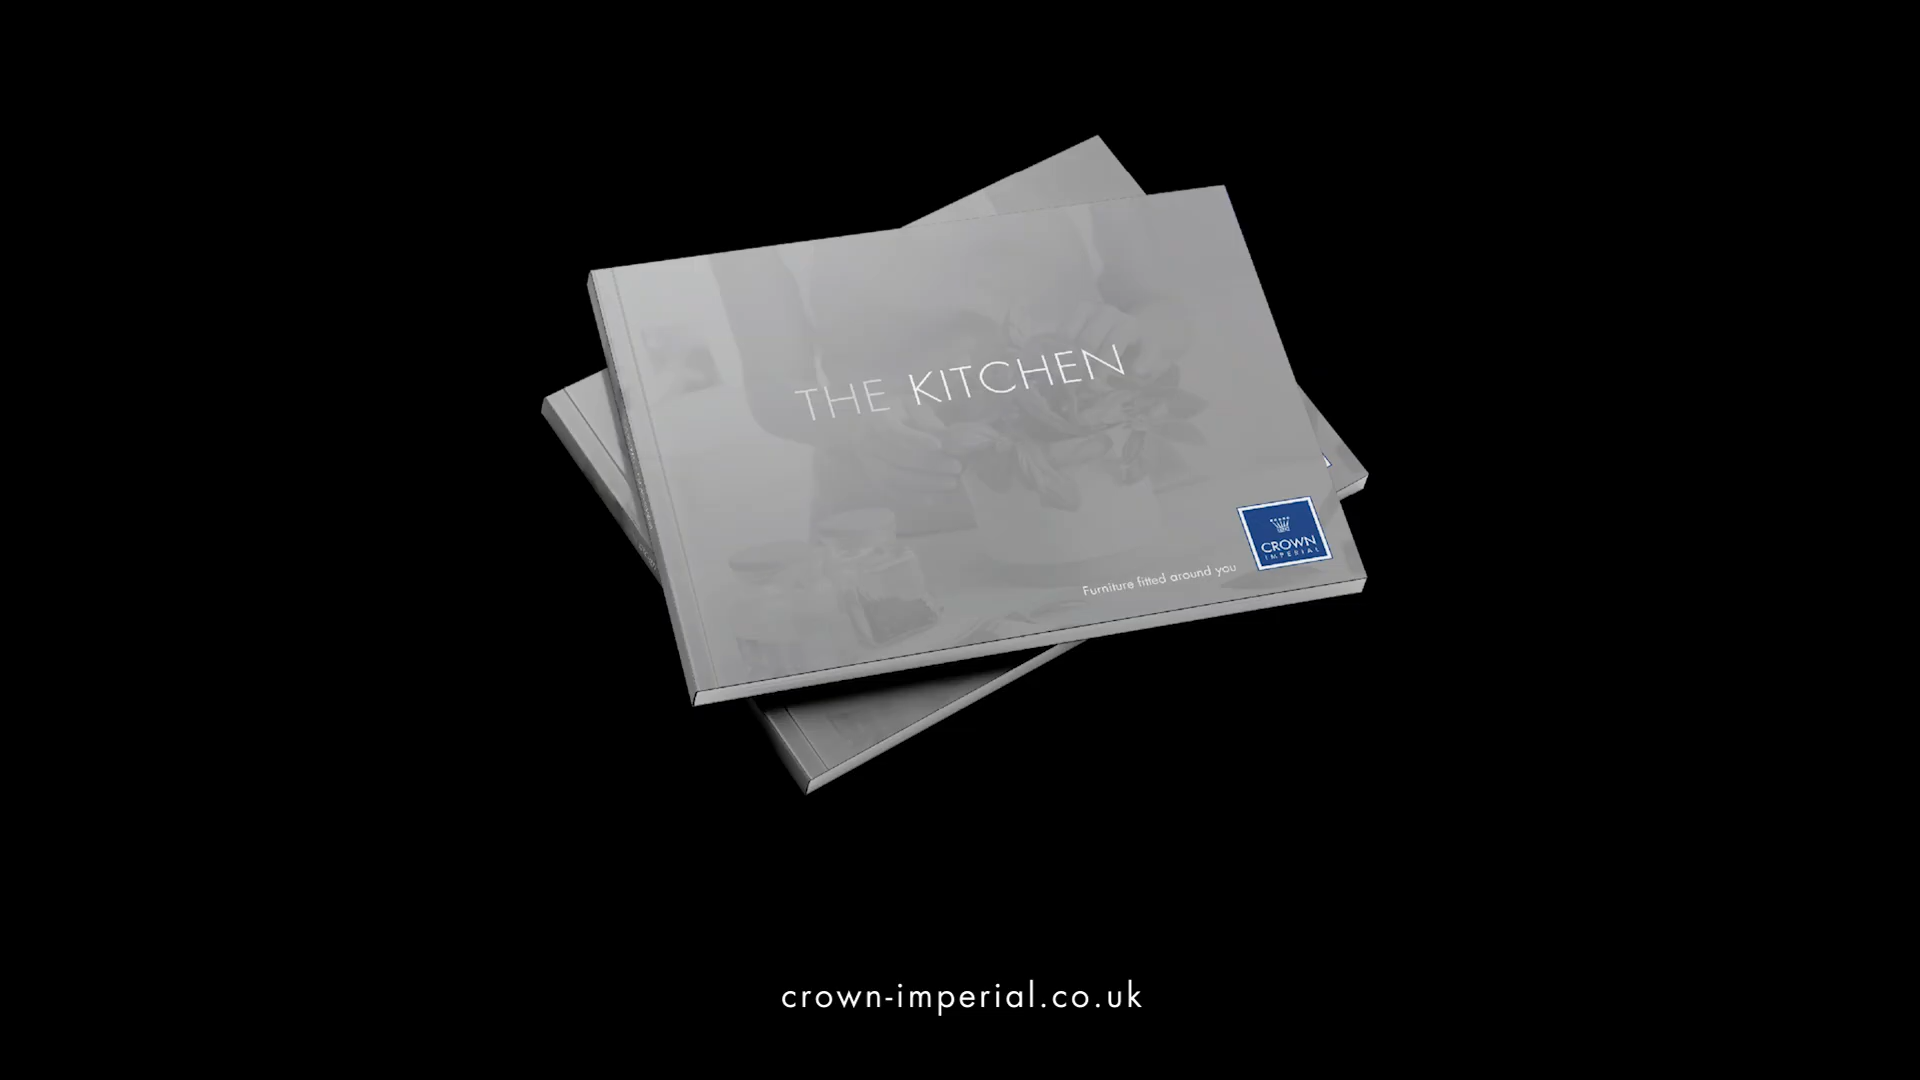 THE KITCHEN
CROWN
IMPERIAL
Furniture fitted around you
crown-imperial.co.uk